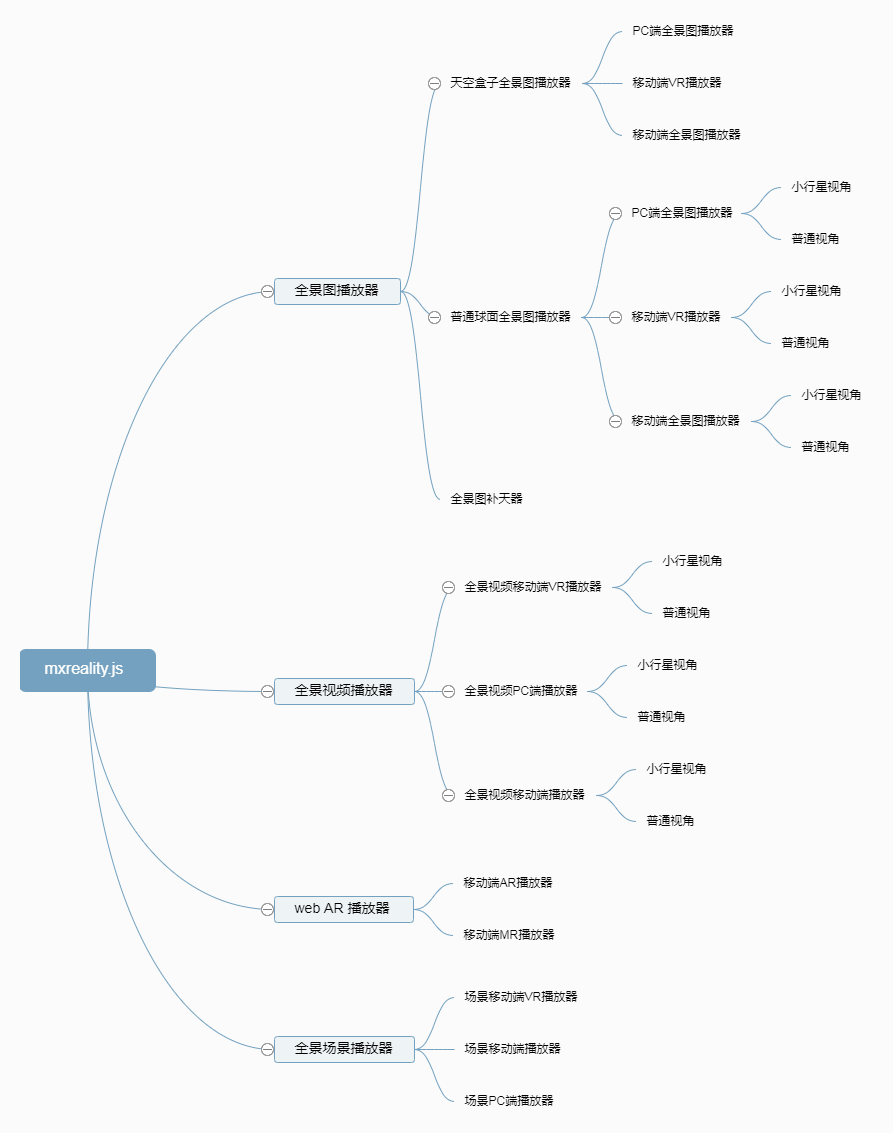 mxreality.js
全景图播放器
天空盒子全景图播放器
PC端全景图播放器
移动端VR播放器
移动端全景图播放器
普通球面全景图播放器
PC端全景图播放器
小行星视角
普通视角
移动端VR播放器
小行星视角
普通视角
移动端全景图播放器
小行星视角
普通视角
全景图补天器
全景视频播放器
全景视频移动端VR播放器
小行星视角
普通视角
全景视频PC端播放器
小行星视角
普通视角
全景视频移动端播放器
小行星视角
普通视角
web AR 播放器
移动端AR播放器
移动端MR播放器
全景场景播放器
场景移动端VR播放器
场景移动端播放器
场景PC端播放器